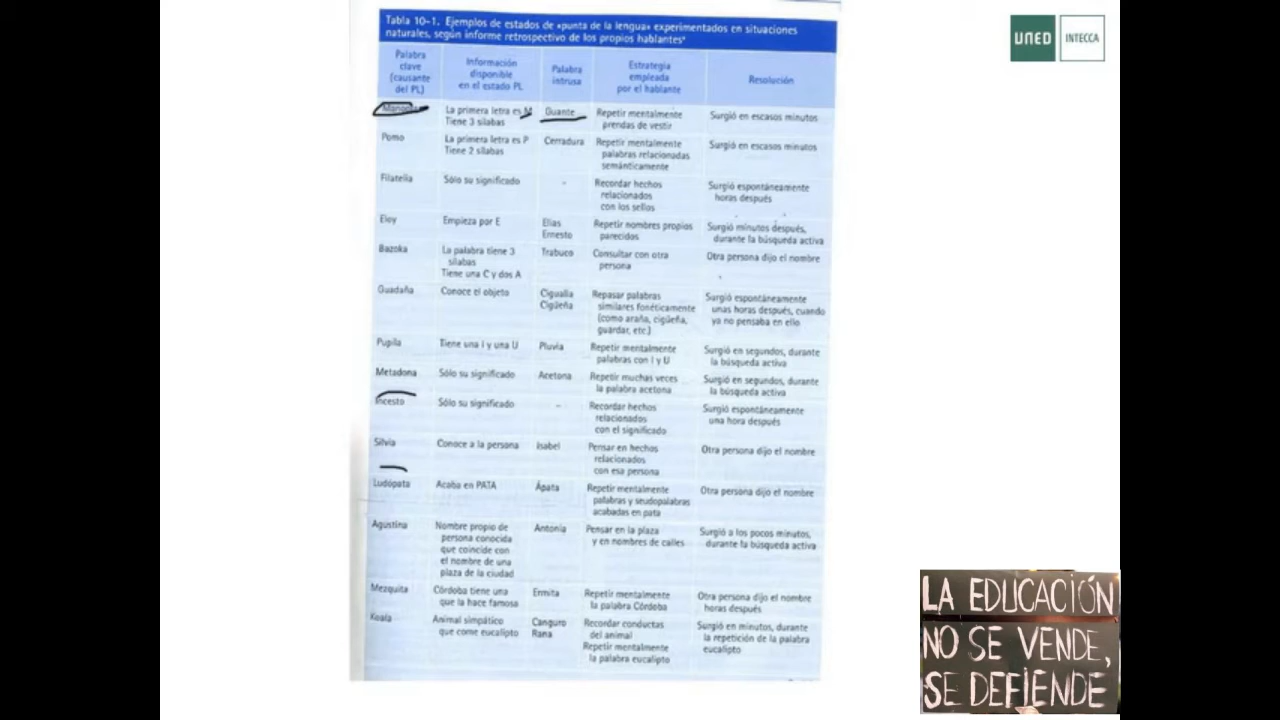 Tabla 10-1. Ejemplos de estados de «punta de la lengua» experimentados en situaciones
naturales, según informe retrospectivo de los propios hablantes*
Palabra
clave
(causante
del PL)
Información
disponible
en el estado PL
Palabra
intrusa
Estrategia
empleada
por el hablante
Resolución
La primera letra es M
Tiene 3 sílabas
Guante
Repetir mentalmente
prendas de vestir
Surgió en escasos minutos
Pomo
La primera letra es P
Tiene 2 sílabas
Cerradura
Repetir mentalmente
palabras relacionadas
semánticamente
Surgió en escasos minutos
Filatelia
Sólo su significado
-
Recordar hechos
relacionados
con los sellos
Surgió espontáneamente
horas después
Eloy
Empieza por E
Elías
Ernesto
Repetir nombres propios
parecidos
Surgió minutos después,
durante la búsqueda activa
Bazoka
La palabra tiene 3
sílabas
Tiene una C y dos A
Trabuco
Consultar con otra
persona
Otra persona dijo el nombre
Guadaña
Conoce el objeto
Cigualla
Cigüeña
Repasar palabras
similares fonéticamente
(como araña, cigüeña,
guardar, etc.)
Surgió espontáneamente
unas horas después, cuando
ya no pensaba en ello
Pupila
Tiene una I y una U
Pluvia
Repetir mentalmente
palabras con I y U
Surgió en segundos, durante
la búsqueda activa
Metadona
Sólo su significado
Acetona
Repetir muchas veces
la palabra acetona
Surgió en segundos, durante
la búsqueda activa
Incesto
Sólo su significado
-
Recordar hechos
relacionados
con el significado
Surgió espontáneamente
una hora después
Silvia
Conoce a la persona
Isabel
Pensar en hechos
relacionados
con esa persona
Otra persona dijo el nombre
Ludópata
Acaba en PATA
Ápata
Repetir mentalmente
palabras y seudopalabras
acabadas en pata
Otra persona dijo el nombre
Agustina
Nombre propio de
persona conocida
que coincide con
el nombre de una
plaza de la ciudad
Antonia
Pensar en la plaza
y en nombres de calles
Surgió a los pocos minutos,
durante la búsqueda activa
Mezquita
Córdoba tiene una
que la hace famosa
Ermita
Repetir mentalmente
la palabra Córdoba
Otra persona dijo el nombre
horas después
Koala
Animal simpático
que come eucalipto
Canguro
Rana
Recordar conductas
del animal
Repetir mentalmente
la palabra eucalipto
Surgió en minutos, durante
la repetición de la palabra
eucalipto
UNED
INTECCA
LA EDUCACIÓN
NO SE VENDE,
SE DEFIENDE